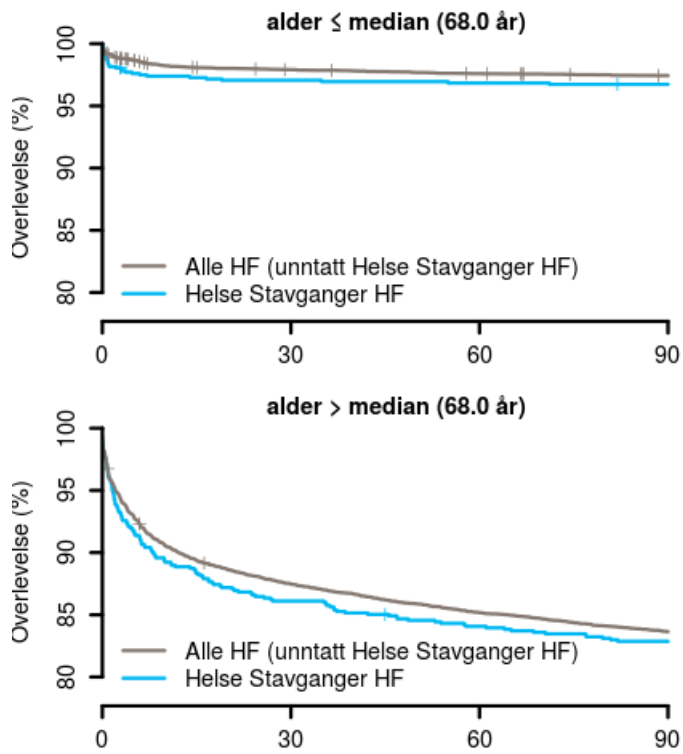 alder ≤ median (68.0 år)
Overlevelse (%)
100
95
90
85
80
Alle HF (unntatt Helse Stavganger HF)
Helse Stavganger HF
0 30 60 90
alder > median (68.0 år)
Overlevelse (%)
100
95
90
85
80
Alle HF (unntatt Helse Stavganger HF)
Helse Stavganger HF
0 30 60 90